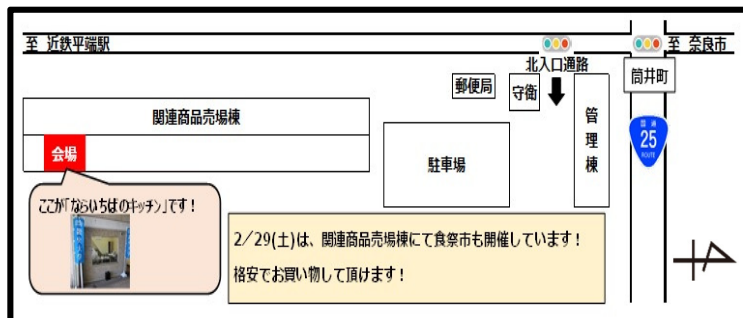 至 近鉄平端駅
至 奈良市
北入口通路
筒井町
郵便局
守衛
管理棟
関連商品売場棟
国道
25
ROUTE
会場
駐車場
ここが「ならいちばのキッチン」です！
2/29(土)は、関連商品売場棟にて食祭市も開催しています！
格安でお買い物して頂けます！